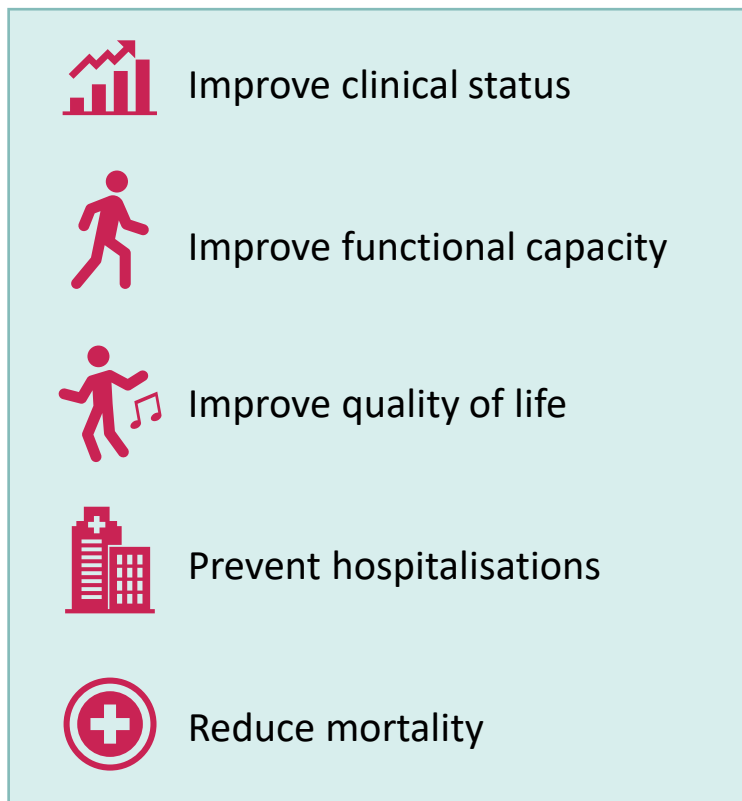 Improve clinical status
Improve functional capacity
Improve quality of life
Prevent hospitalisations
Reduce mortality